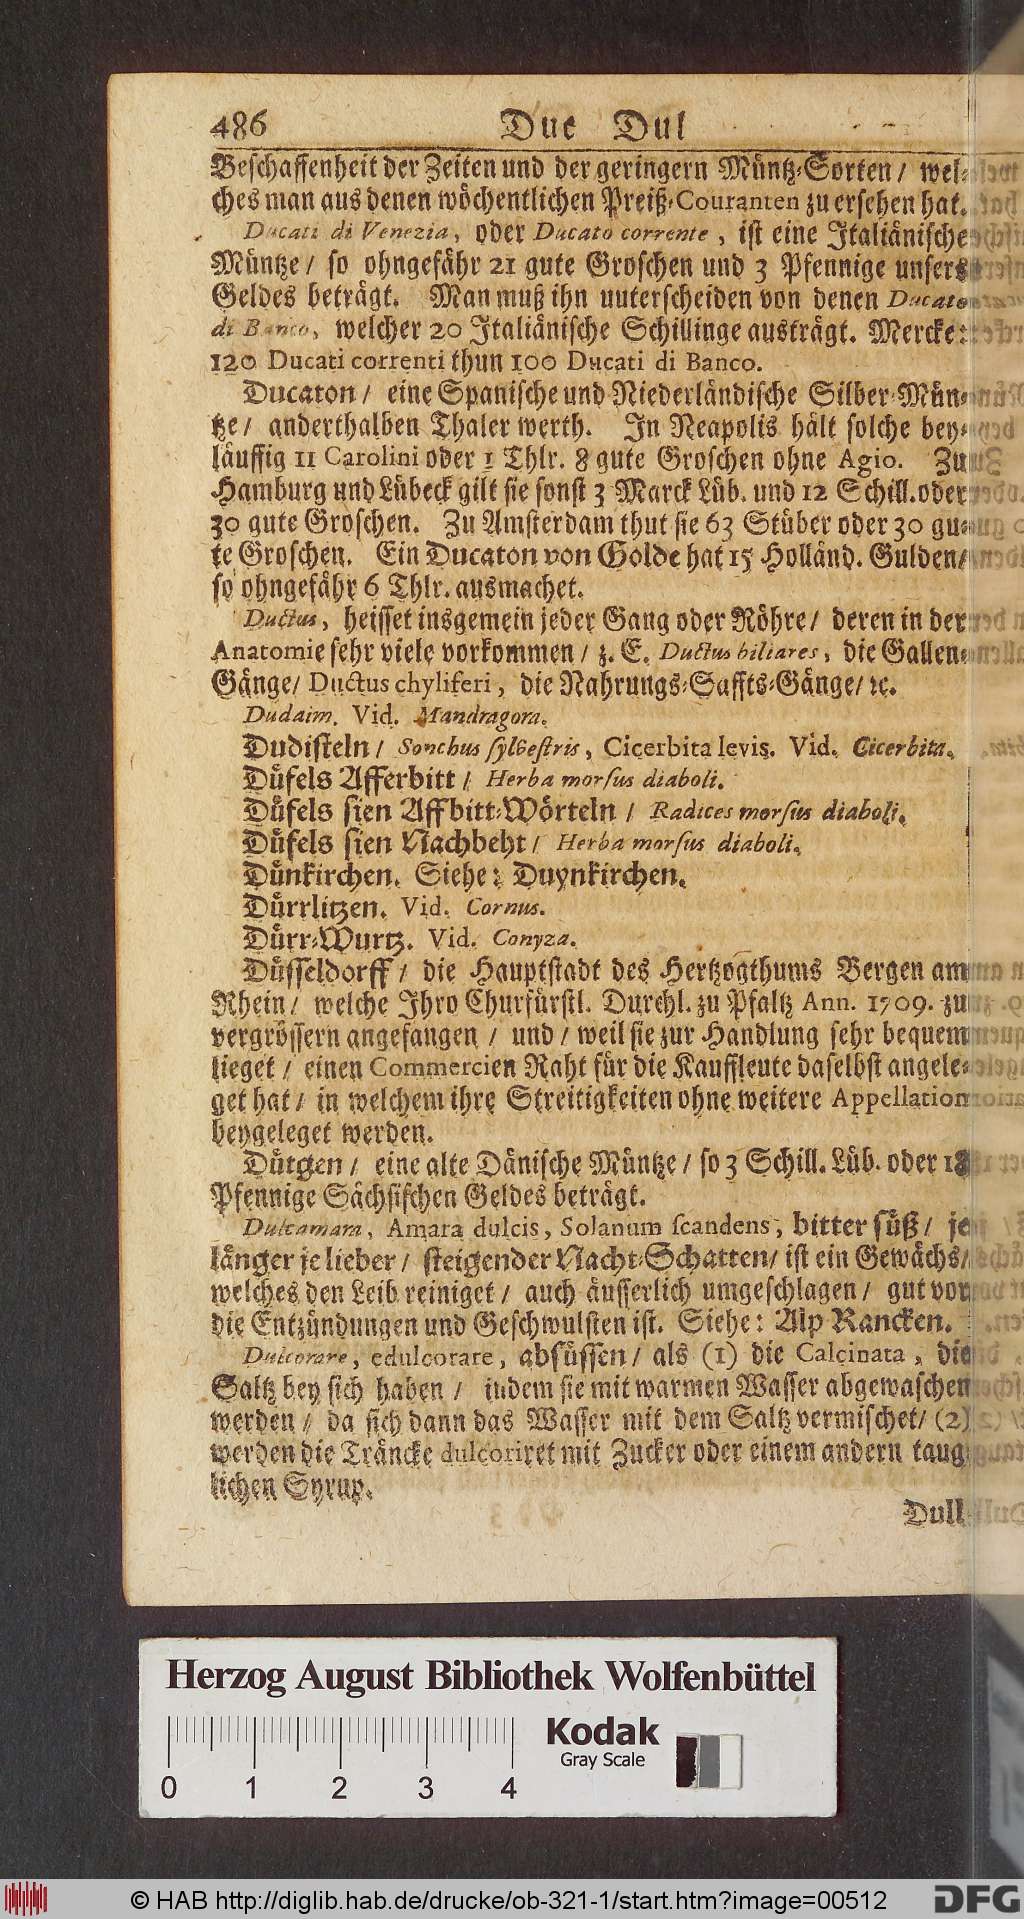 486 Duc Dul
Beschaffenheit der Zeiten und der geringern Müntz-Sorten / wel-
ches man aus denen wöchentlichen Preiß-Couranten zu ersehen hat.
Ducati di Venezia, oder Ducato corrente, ist eine Italiänische
Müntze / so ohngefähr 21 gute Groschen und 3 Pfennige unsers
Geldes beträgt. Man muß ihn unterscheiden von denen Ducato
di Banco, welcher 20 Italiänische Schillinge austrägt. Mercke:
120 Ducati correnti thun 100 Ducati di Banco.
Ducaton / eine Spanische und Niederländische Silber-Mün-
tze / anderthalben Thaler werth. In Neapolis hält solche bey-
läuffig 11 Carolini oder 1 Thlr. 8 gute Groschen ohne Agio. Zu
Hamburg und Lübeck gilt sie sonst 3 Marck Lüb. und 12 Schill. oder
30 gute Groschen. Zu Amsterdam thut sie 63 Stüber oder 30 gu-
te Groschen. Ein Ducaton von Golde hat 15 Holländ. Gulden /
so ohngefähr 6 Thlr. ausmachet.
Ductus, heisset insgemein jeder Gang oder Röhre / deren in der
Anatomie sehr viele vorkommen / z. E. Ductus biliares, die Gallen-
Gänge / Ductus chyliferi, die Nahrungs-Saffts-Gänge / ꝛc.
Dudaim. Vid. Mandragora.
Dudisteln / Sonchus sylvestris, Cicerbita levis. Vid. Cicerbita.
Düfels Afferbitt / Herba morsus diaboli.
Düfels sien Affbitt-Wörteln / Radices morsus diaboli.
Düfels sien Nachbeht / Herba morsus diaboli.
Dünkirchen. Siehe: Duynkirchen.
Dürrlitzen. Vid. Cornus.
Dürr-Wurtz. Vid. Conyza.
Düsseldorff / die Hauptstadt des Hertzogthums Bergen am
Rhein / welche Ihro Churfürstl. Durchl. zu Pfaltz Ann. 1709. zu
vergrössern angefangen / und / weil sie zur Handlung sehr bequem
lieget / einen Commercien Raht für die Kauffleute daselbst angele-
get hat / in welchem ihre Streitigkeiten ohne weitere Appellation
beygeleget werden.
Dütgen / eine alte Dänische Müntze / so 3 Schill. Lüb. oder 18
Pfennige Sächsischen Geldes beträgt.
Dulcamara, Amara dulcis, Solanum scandens, bitter süß / je
länger je lieber / steigender Nacht-Schatten / ist ein Gewächs /
welches den Leib reiniget / auch äusserlich umgeschlagen / gut vor
die Entzündungen und Geschwulsten ist. Siehe: Alp Rancken.
Dulcorare, edulcorare, absüssen / als (1) die Calcinata, die
Saltz bey sich haben / indem sie mit warmen Wasser abgewaschen
werden / da sich dann das Wasser mit dem Saltz vermischet / (2)
werden die Träncke dulcoriret mit Zucker oder einem andern taug-
lichen Syrup.
Dull
Herzog August Bibliothek Wolfenbüttel
Kodak
Gray Scale
0 1 2 3 4
© HAB http://diglib.hab.de/drucke/ob-321-1/start.htm?image=00512
DFG